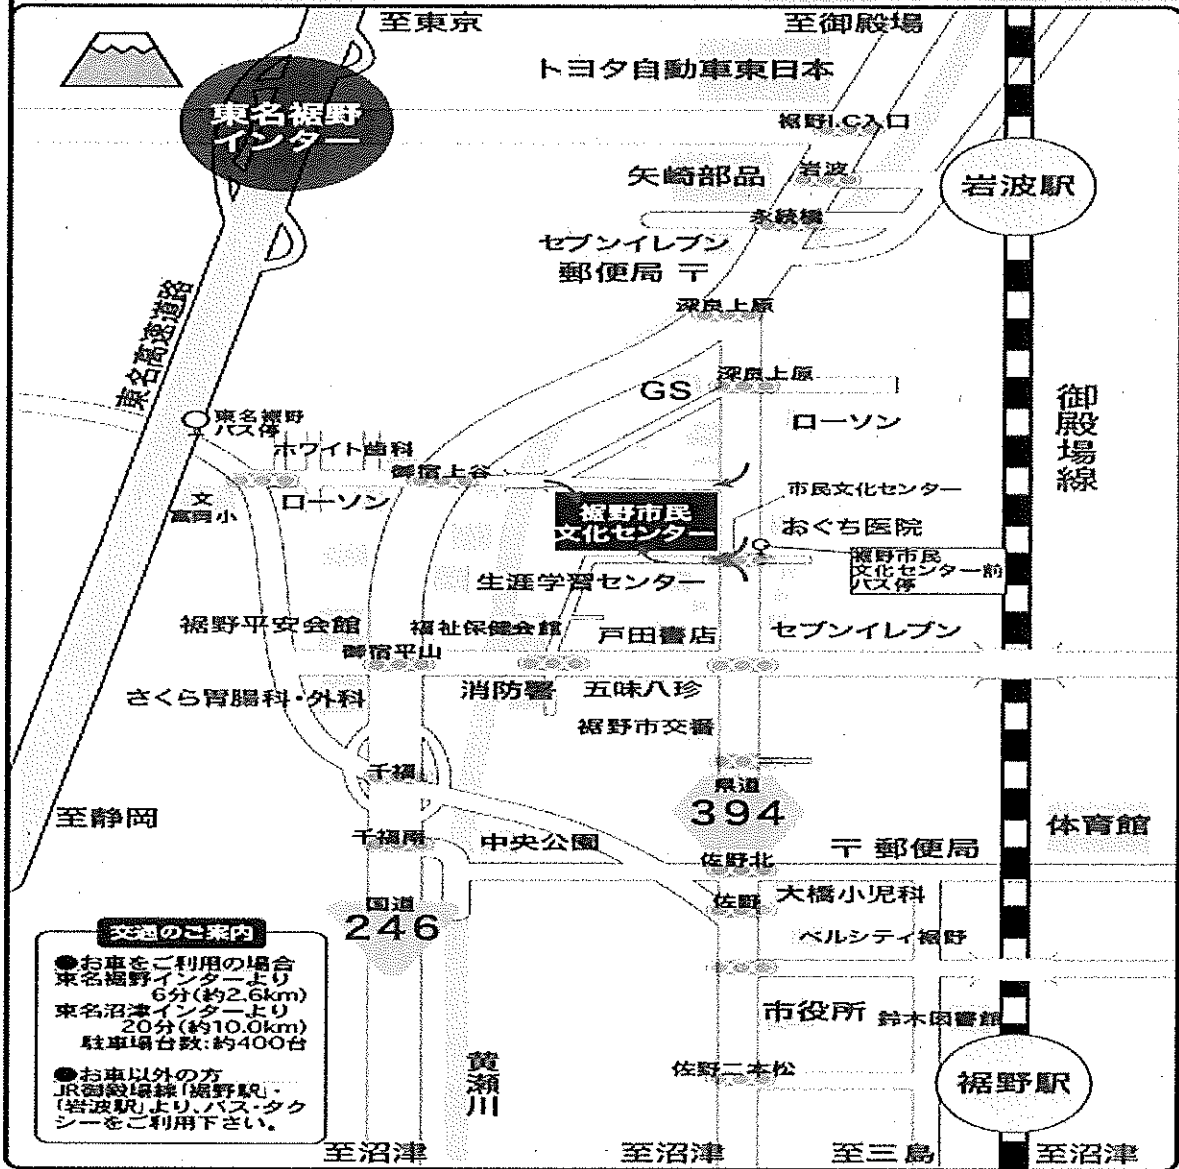 至東京
至御殿場
トヨタ自動車東日本
東名裾野
インター
裾野I.C入口
矢崎部品
岩波
岩波駅
永続橋
セブンイレブン
郵便局 〒
深良上原
東名高速道路
深良上原
GS
御殿場線
ローソン
東名裾野
バス停
ホワイト歯科
御宿上谷
文
富岡小
ローソン
市民文化センター
裾野市民
文化センター
おぐち医院
裾野市民
文化センター前
バス停
生涯学習センター
裾野平安会館
福祉保健会館
戸田書店
セブンイレブン
御宿平山
さくら胃腸科・外科
消防署
五味八珍
裾野市交番
千福
県道
394
至静岡
千福南
中央公園
佐野北
〒 郵便局
体育館
国道
246
佐野
大橋小児科
ベルシティ裾野
交通のご案内
●お車をご利用の場合
東名裾野インターより
6分(約2.6km)
東名沼津インターより
20分(約10.0km)
駐車場台数:約400台
●お車以外の方
JR御殿場線「裾野駅」・
「岩波駅」より、バス・タク
シーをご利用下さい。
市役所
鈴木図書館
黄瀬川
佐野二本松
裾野駅
至沼津
至沼津
至三島
至沼津